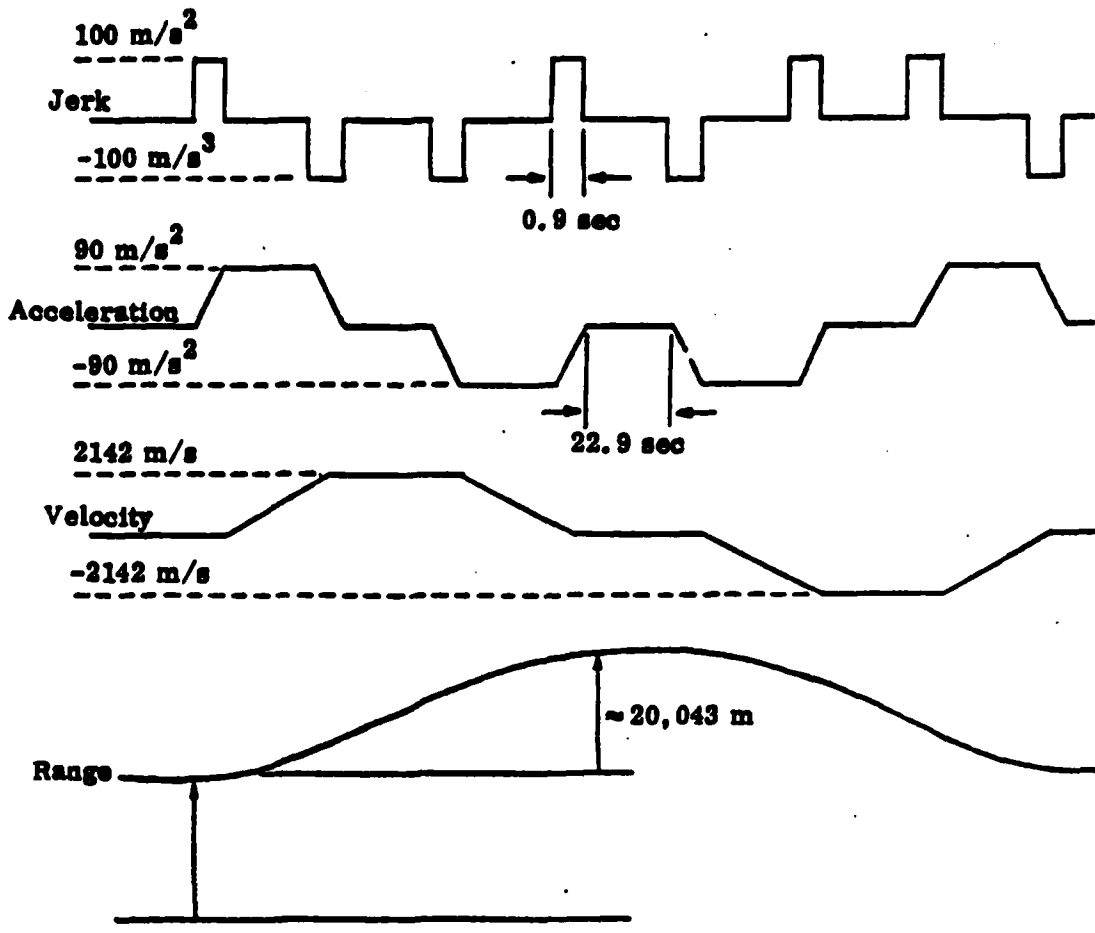 100 m/s²
Jerk
-100 m/s³
0.9 sec
90 m/s²
Acceleration
-90 m/s²
22.9 sec
2142 m/s
Velocity
-2142 m/s
≈20,043 m
Range